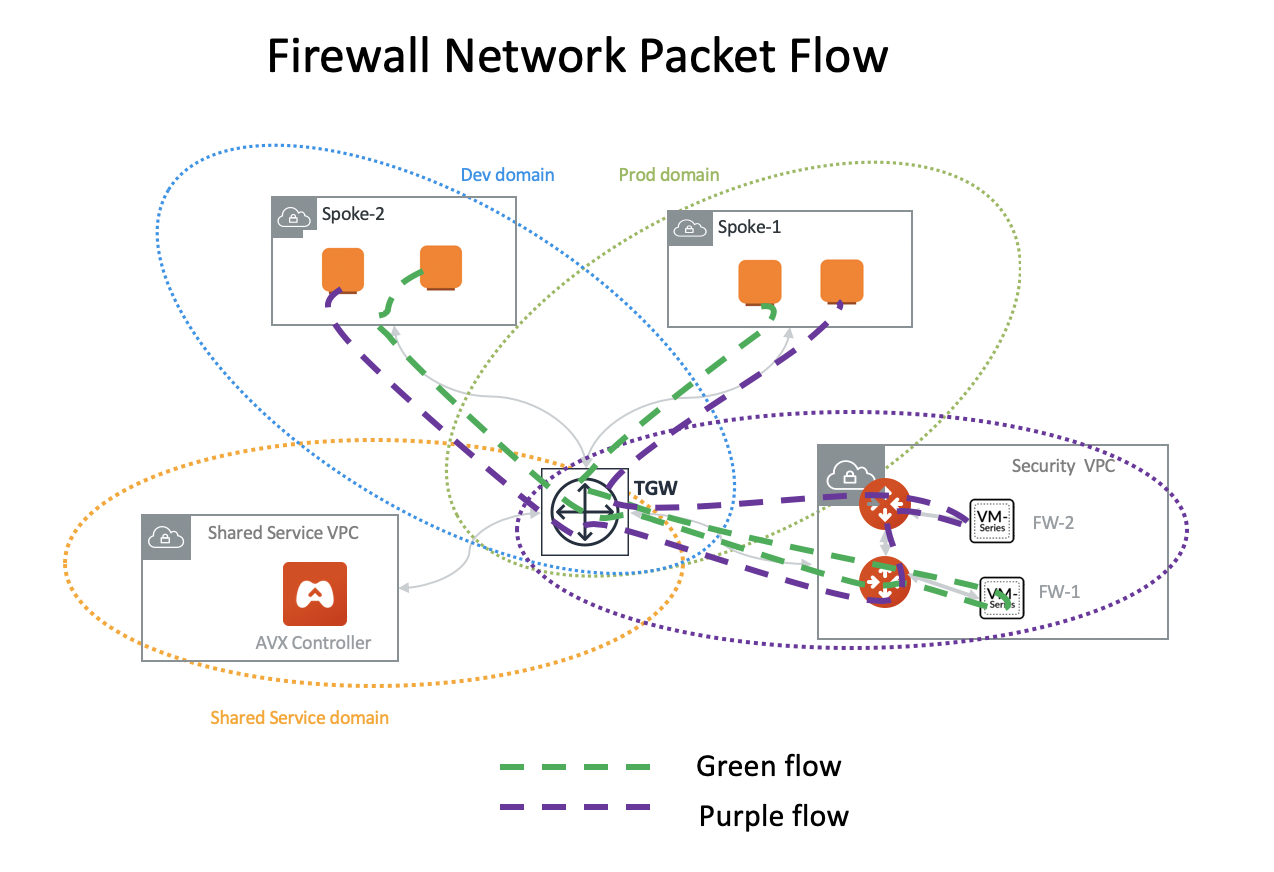 Firewall Network Packet Flow
Dev domain
Prod domain
Spoke-2
Spoke-1
TGW
Security VPC
VM-
Series
FW-2
VM-
Series
FW-1
Shared Service VPC
AVX Controller
Shared Service domain
Green flow
Purple flow